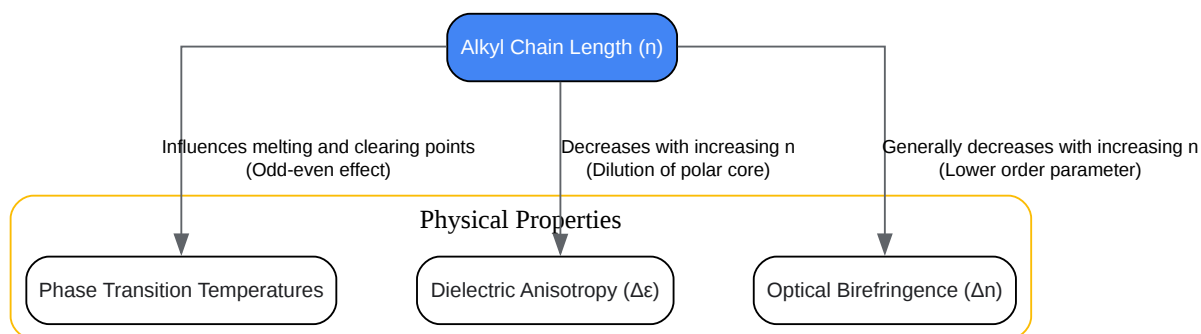 Alkyl Chain Length (n)
Influences melting and clearing points
(Odd-even effect)
Decreases with increasing n
(Dilution of polar core)
Generally decreases with increasing n
(Lower order parameter)
Physical Properties
Phase Transition Temperatures
Dielectric Anisotropy (Δε)
Optical Birefringence (Δn)